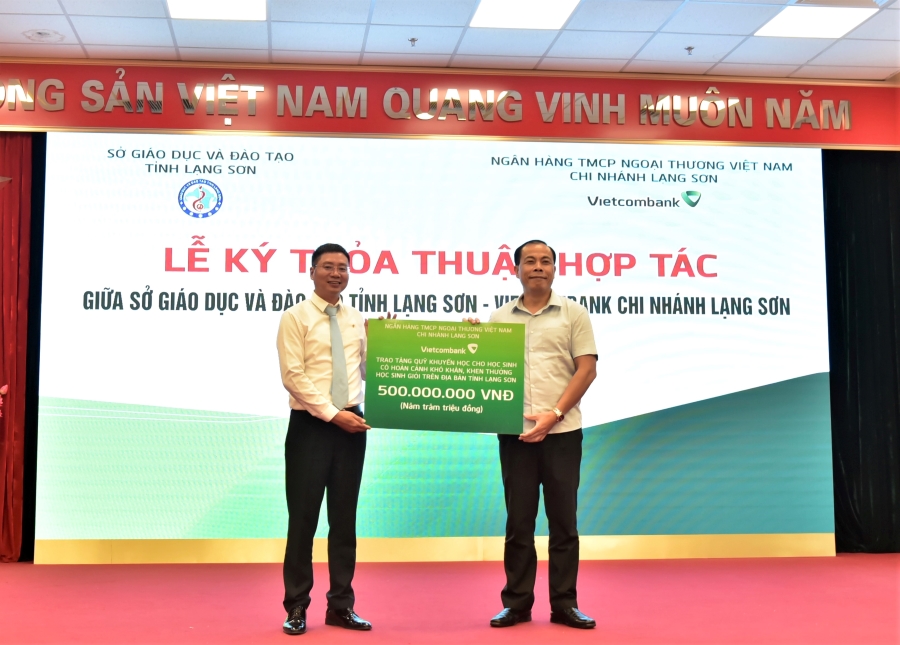 ỘNG SẢN VIỆT NAM QUANG VINH MUÔN NĂM
SỞ GIÁO DỤC VÀ ĐÀO TẠO
TỈNH LẠNG SƠN
NGÂN HÀNG TMCP NGOẠI THƯƠNG VIỆT NAM
CHI NHÁNH LẠNG SƠN
Vietcombank
LỄ KÝ THỎA THUẬN HỢP TÁC
GIỮA SỞ GIÁO DỤC VÀ ĐÀO TỈNH LẠNG SƠN - VIETCOMBANK CHI NHÁNH LẠNG SƠN
NGÂN HÀNG TMCP NGOẠI THƯƠNG VIỆT NAM
CHI NHÁNH LẠNG SƠN
Vietcombank
TRAO TẶNG QUỸ KHUYẾN HỌC CHO HỌC SINH
CÓ HOÀN CẢNH KHÓ KHĂN, KHEN THƯỞNG
HỌC SINH GIỎI TRÊN ĐỊA BÀN TỈNH LẠNG SƠN
500.000.000 VNĐ
(Năm trăm triệu đồng)